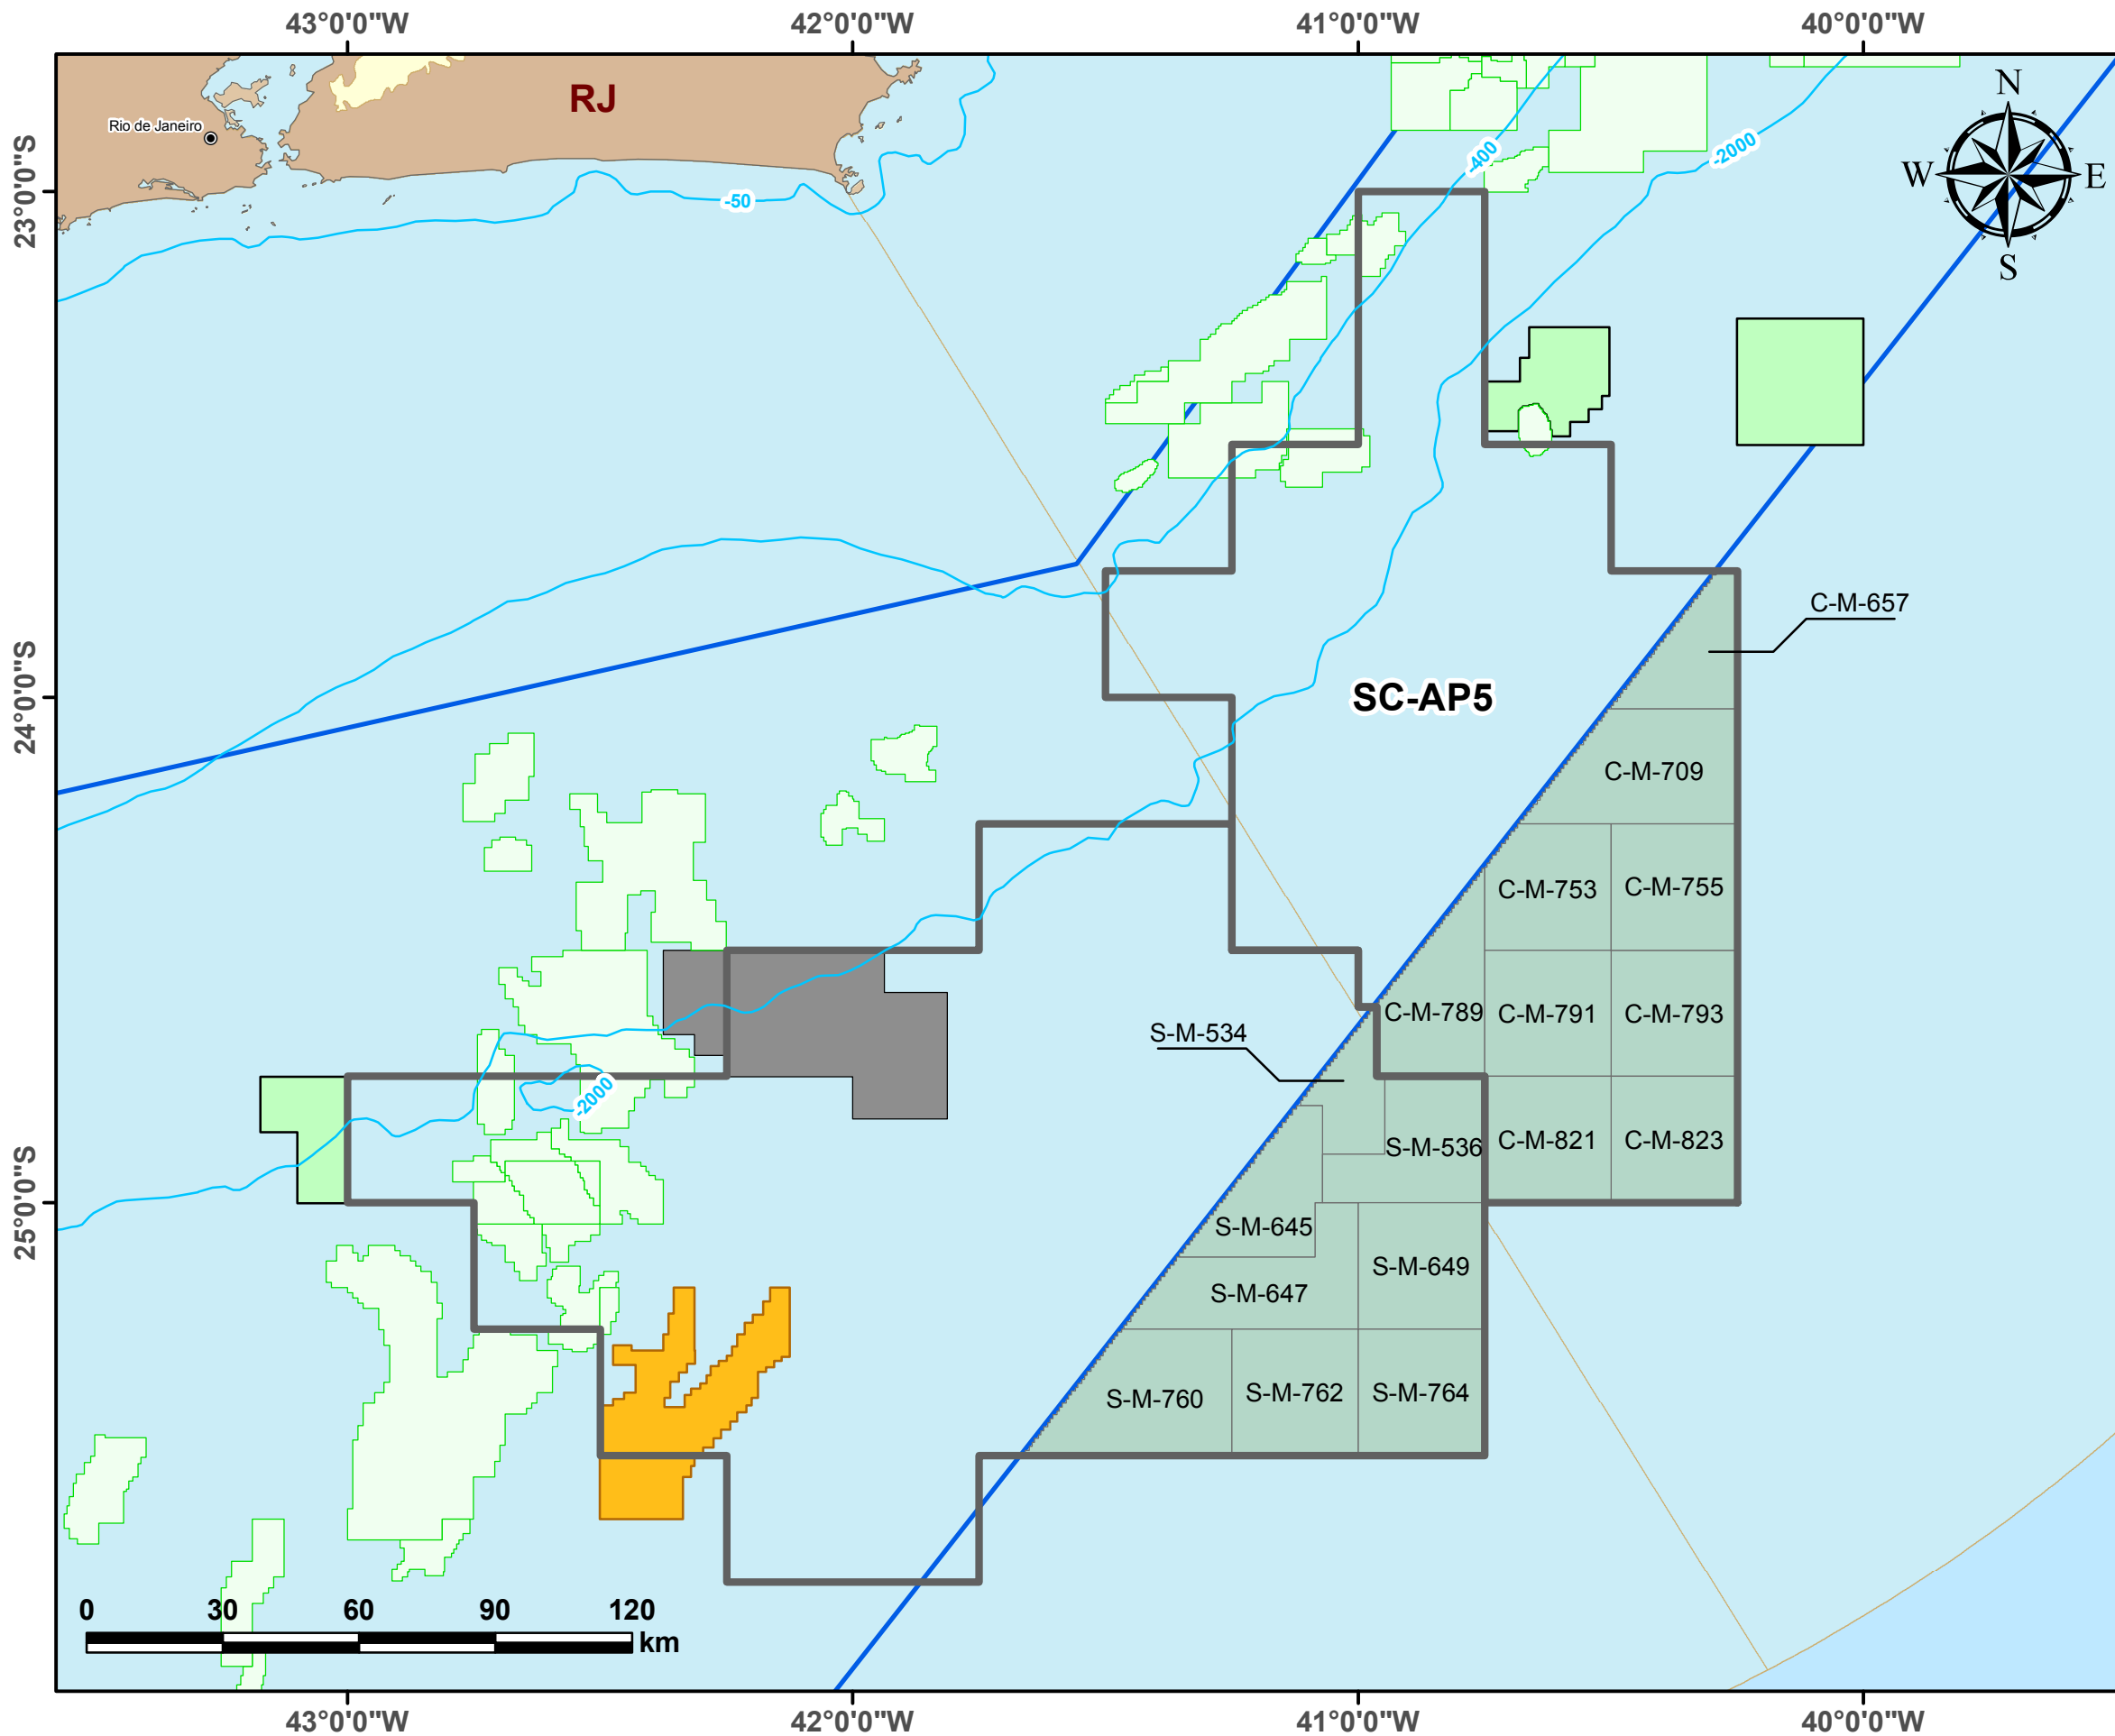 43°0'0"W
42°0'0"W
41°0'0"W
40°0'0"W
RJ
Rio de Janeiro
N
W
E
S
23°0'0"S
-50
-400
-2000
C-M-657
24°0'0"S
SC-AP5
C-M-709
C-M-753
C-M-755
C-M-789
C-M-791
C-M-793
S-M-534
-2000
S-M-536
C-M-821
C-M-823
25°0'0"S
S-M-645
S-M-649
S-M-647
S-M-760
S-M-762
S-M-764
0
30
60
90
120
km
43°0'0"W
42°0'0"W
41°0'0"W
40°0'0"W